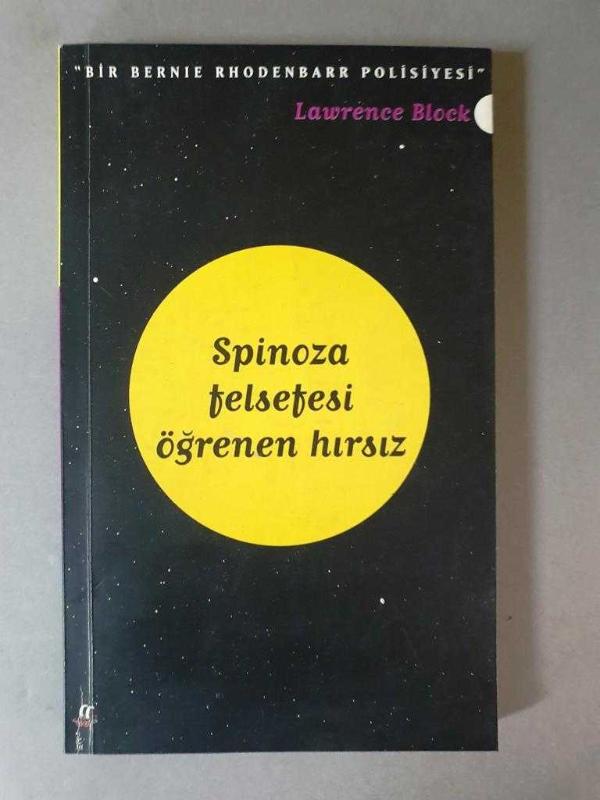 "BİR BERNIE RHODENBARR POLİSİYESİ"
Lawrence Block
Spinoza
felsefesi
öğrenen hırsız